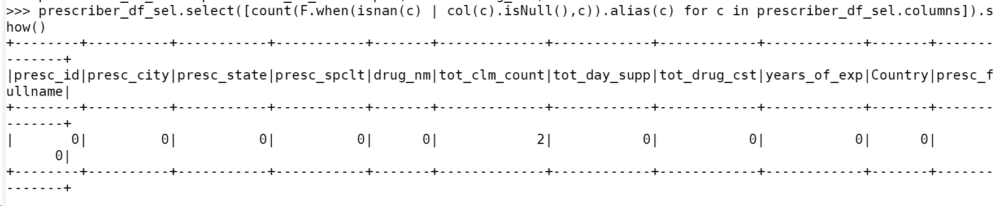 >>> prescriber_df_sel.select([count(F.when(isnan(c) | col(c).isNull(),c)).alias(c) for c in prescriber_df_sel.columns]).s
how()
+--------+----------+-----------+-----------+-------+-------------+------------+------------+------------+-------+-------
-------+
|presc_id|presc_city|presc_state|presc_spclt|drug_nm|tot_clm_count|tot_day_supp|tot_drug_cst|years_of_exp|Country|presc_f
ullname|
+--------+----------+-----------+-----------+-------+-------------+------------+------------+------------+-------+-------
-------+
|       0|         0|          0|          0|      0|            2|           0|           0|           0|      0|
      0|
+--------+----------+-----------+-----------+-------+-------------+------------+------------+------------+-------+-------
-------+